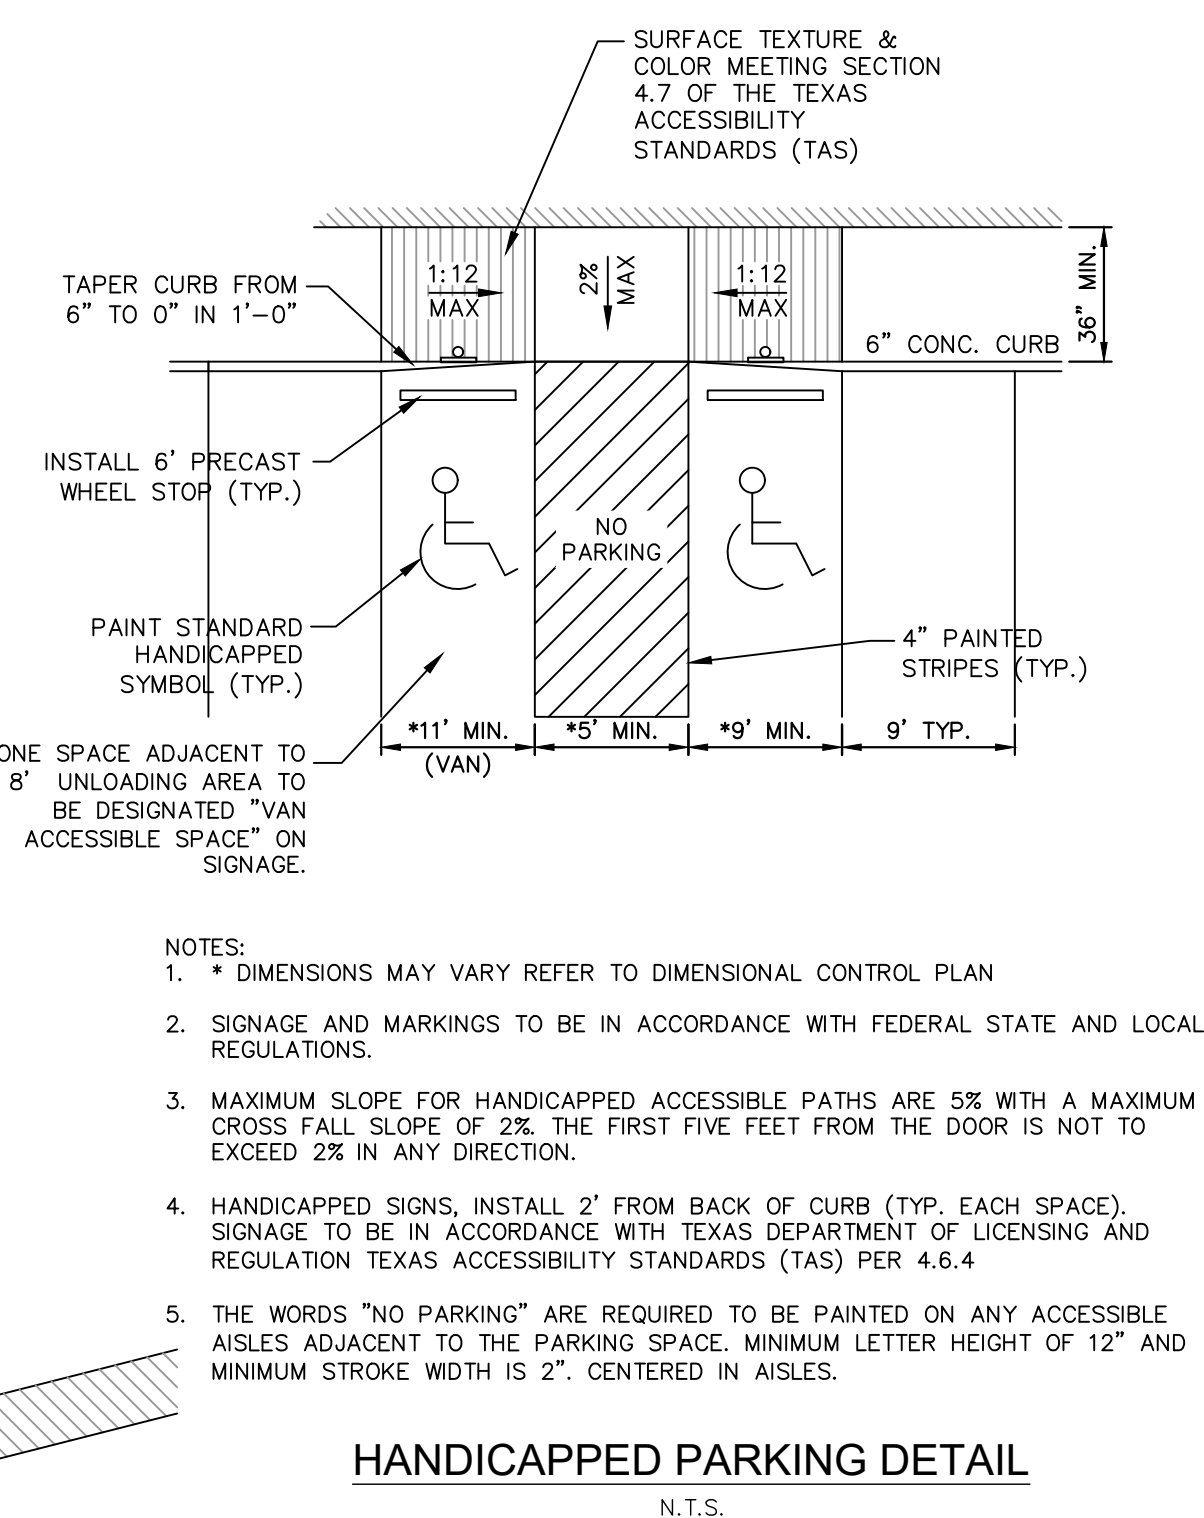 SURFACE TEXTURE &
COLOR MEETING SECTION
4.7 OF THE TEXAS
ACCESSIBILITY
STANDARDS (TAS)
TAPER CURB FROM
6" TO 0" IN 1'-0"
1:12
MAX
2%
MAX
1:12
MAX
36" MIN.
6" CONC. CURB
INSTALL 6' PRECAST
WHEEL STOP (TYP.)
NO
PARKING
PAINT STANDARD
HANDICAPPED
SYMBOL (TYP.)
4" PAINTED
STRIPES (TYP.)
*11' MIN.
(VAN)
*5' MIN.
*9' MIN.
9' TYP.
ONE SPACE ADJACENT TO
8' UNLOADING AREA TO
BE DESIGNATED "VAN
ACCESSIBLE SPACE" ON
SIGNAGE.
NOTES:
1. * DIMENSIONS MAY VARY REFER TO DIMENSIONAL CONTROL PLAN
2. SIGNAGE AND MARKINGS TO BE IN ACCORDANCE WITH FEDERAL STATE AND LOCAL
REGULATIONS.
3. MAXIMUM SLOPE FOR HANDICAPPED ACCESSIBLE PATHS ARE 5% WITH A MAXIMUM
CROSS FALL SLOPE OF 2%. THE FIRST FIVE FEET FROM THE DOOR IS NOT TO
EXCEED 2% IN ANY DIRECTION.
4. HANDICAPPED SIGNS, INSTALL 2' FROM BACK OF CURB (TYP. EACH SPACE).
SIGNAGE TO BE IN ACCORDANCE WITH TEXAS DEPARTMENT OF LICENSING AND
REGULATION TEXAS ACCESSIBILITY STANDARDS (TAS) PER 4.6.4
5. THE WORDS "NO PARKING" ARE REQUIRED TO BE PAINTED ON ANY ACCESSIBLE
AISLES ADJACENT TO THE PARKING SPACE. MINIMUM LETTER HEIGHT OF 12" AND
MINIMUM STROKE WIDTH IS 2". CENTERED IN AISLES.
HANDICAPPED PARKING DETAIL
N.T.S.